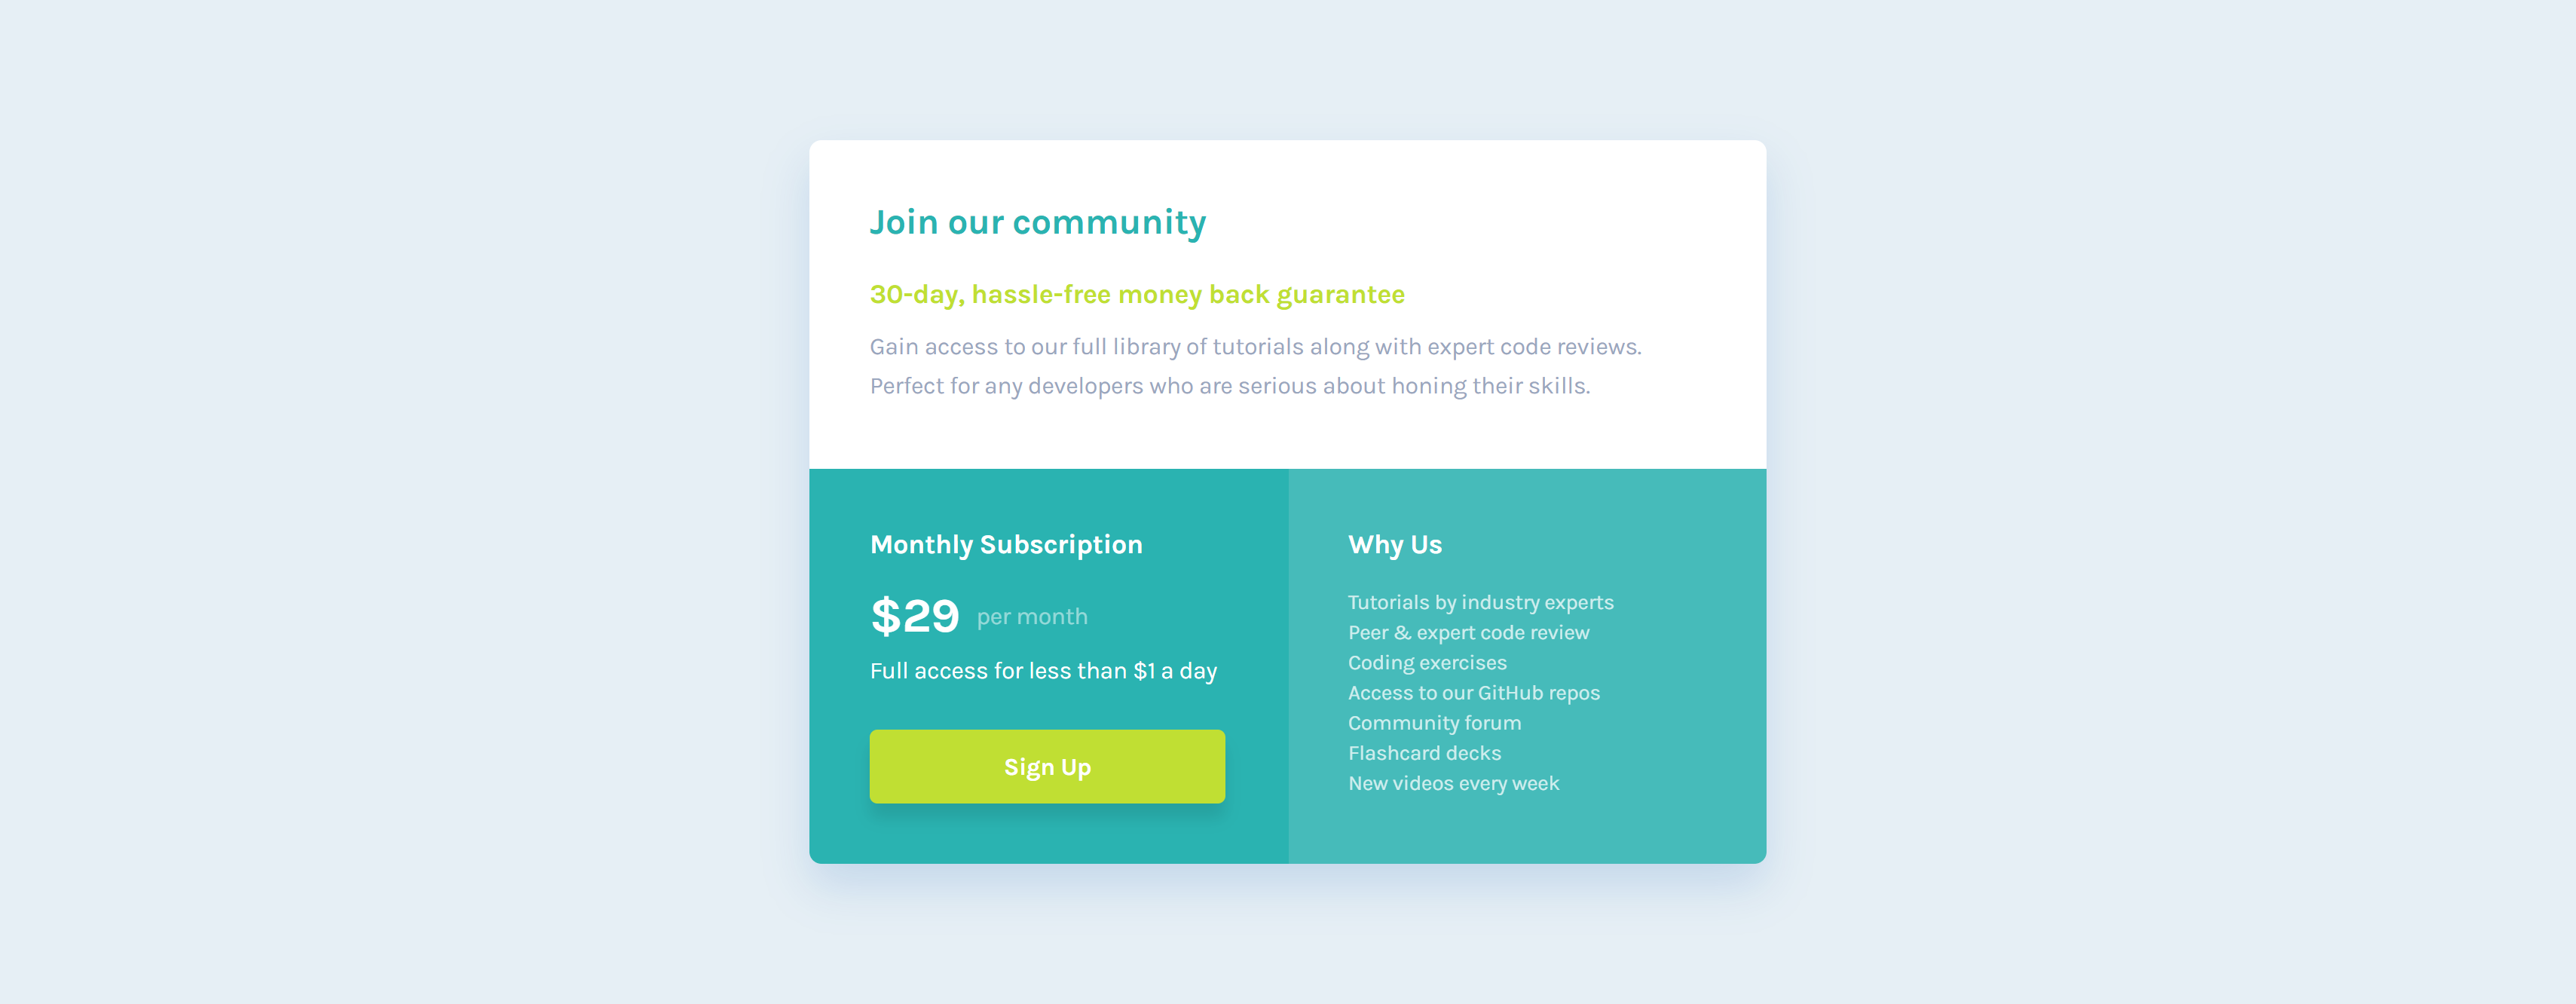 Join our community
30-day, hassle-free money back guarantee
Gain access to our full library of tutorials along with expert code reviews.
Perfect for any developers who are serious about honing their skills.
Monthly Subscription
$29 per month
Full access for less than $1 a day
Sign Up
Why Us
Tutorials by industry experts
Peer & expert code review
Coding exercises
Access to our GitHub repos
Community forum
Flashcard decks
New videos every week